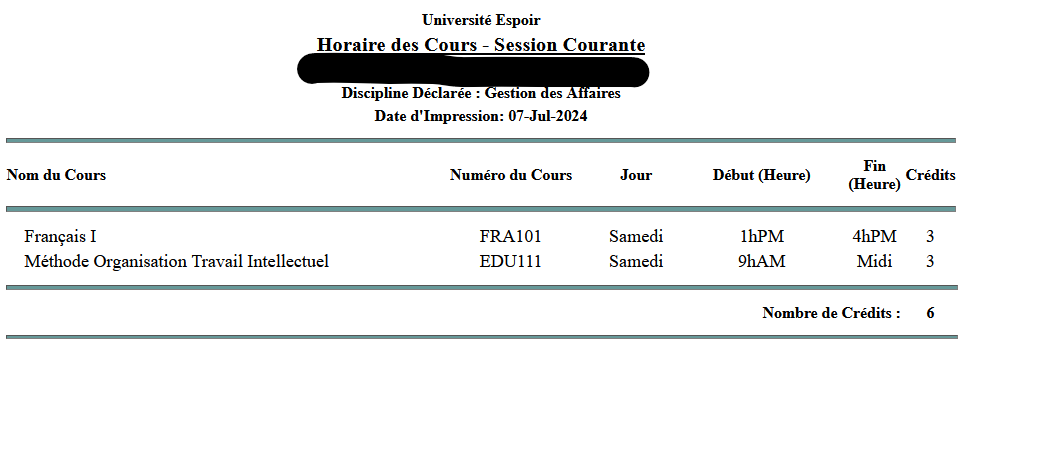 Université Espoir
Horaire des Cours - Session Courante
Discipline Déclarée : Gestion des Affaires
Date d'Impression: 07-Jul-2024
Nom du Cours Numéro du Cours Jour Début (Heure) Fin (Heure) Crédits
Français I FRA101 Samedi 1hPM 4hPM 3
Méthode Organisation Travail Intellectuel EDU111 Samedi 9hAM Midi 3
Nombre de Crédits : 6